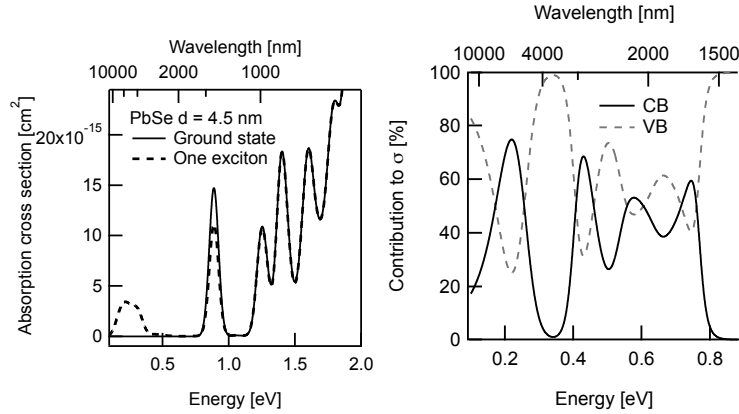 Wavelength [nm]
10000 2000 1000
PbSe d = 4.5 nm
Ground state
One exciton
20x10-15
15
10
5
0
Absorption cross section [cm2]
0.5 1.0 1.5 2.0
Energy [eV]
Wavelength [nm]
10000 4000 2000 1500
CB
VB
100
80
60
40
20
0
Contribution to σ [%]
0.2 0.4 0.6 0.8
Energy [eV]